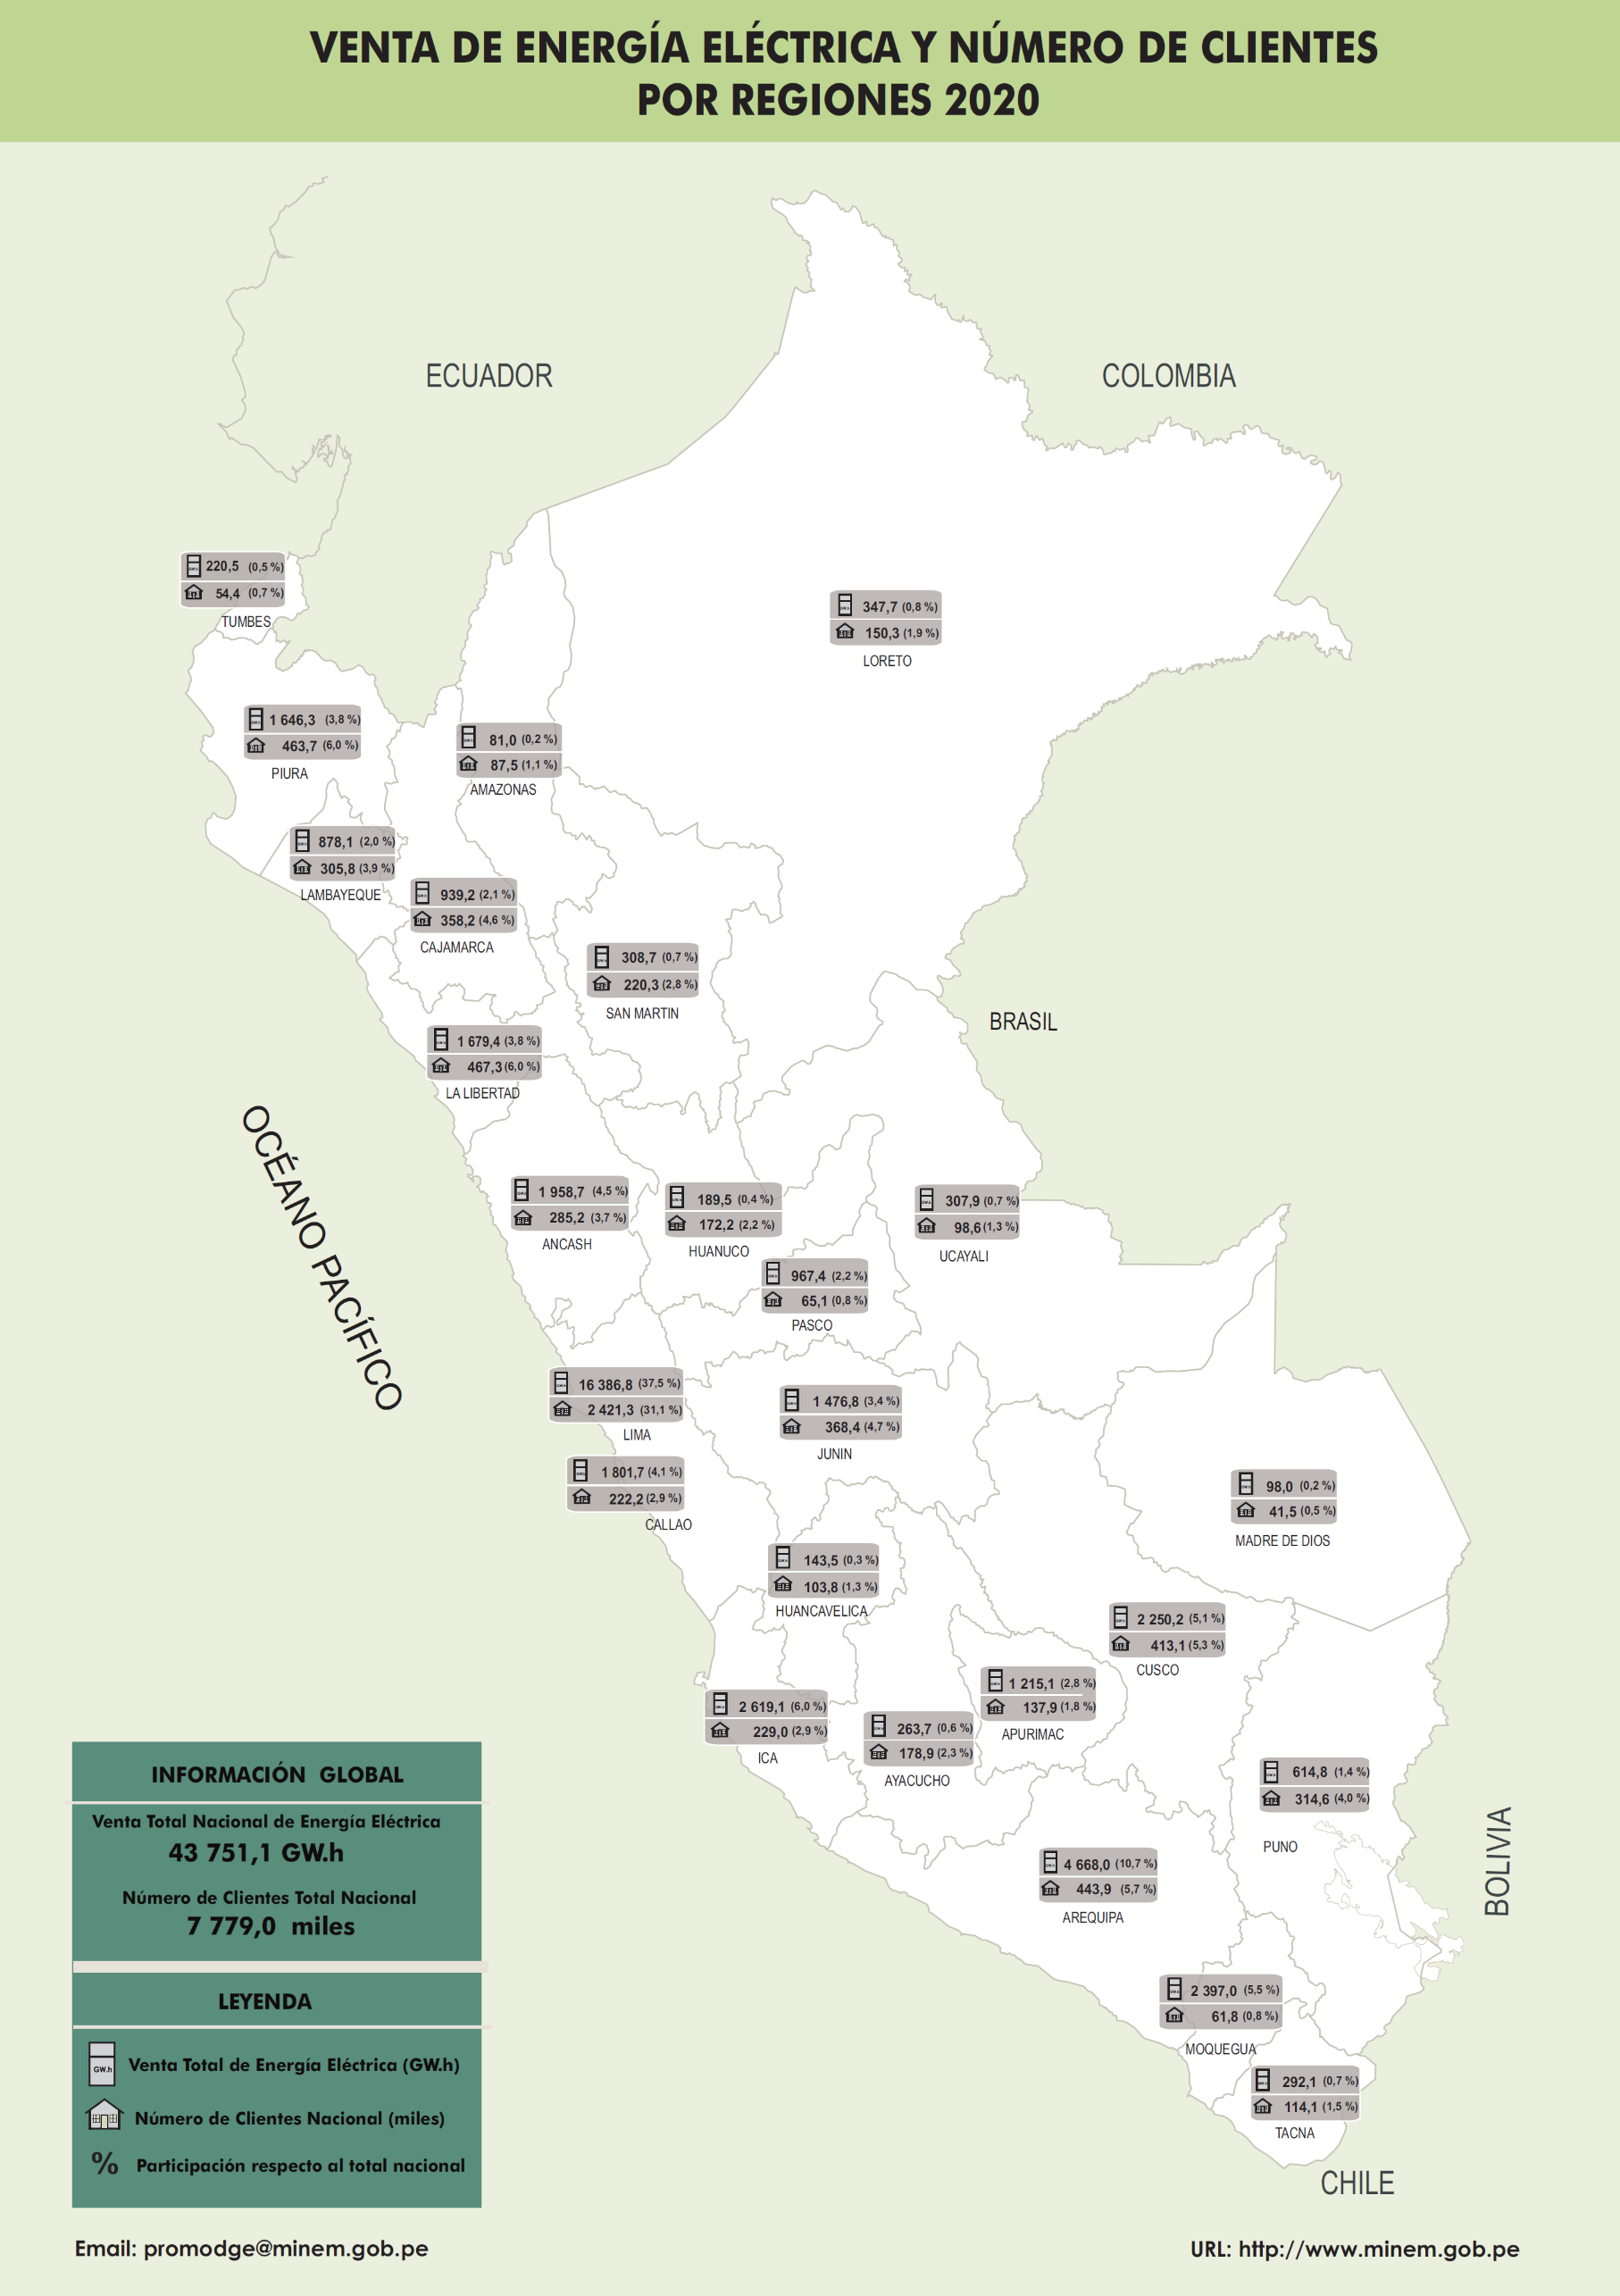 VENTA DE ENERGÍA ELÉCTRICA Y NÚMERO DE CLIENTES
POR REGIONES 2020
ECUADOR
COLOMBIA
220,5 (0,5 %)
54,4 (0,7 %)
TUMBES
347,7 (0,8 %)
150,3 (1,9 %)
LORETO
1 646,3 (3,8 %)
463,7 (6,0 %)
PIURA
81,0 (0,2 %)
87,5 (1,1 %)
AMAZONAS
878,1 (2,0 %)
305,8 (3,9 %)
LAMBAYEQUE
939,2 (2,1 %)
358,2 (4,6 %)
CAJAMARCA
308,7 (0,7 %)
220,3 (2,8 %)
SAN MARTIN
BRASIL
1 679,4 (3,8 %)
467,3 (6,0 %)
LA LIBERTAD
OCÉANO PACÍFICO
1 958,7 (4,5 %)
285,2 (3,7 %)
ANCASH
189,5 (0,4 %)
172,2 (2,2 %)
HUANUCO
307,9 (0,7 %)
98,6 (1,3 %)
UCAYALI
967,4 (2,2 %)
65,1 (0,8 %)
PASCO
16 386,8 (37,5 %)
2 421,3 (31,1 %)
LIMA
1 476,8 (3,4 %)
368,4 (4,7 %)
JUNIN
1 801,7 (4,1 %)
222,2 (2,9 %)
CALLAO
98,0 (0,2 %)
41,5 (0,5 %)
MADRE DE DIOS
143,5 (0,3 %)
103,8 (1,3 %)
HUANCAVELICA
2 250,2 (5,1 %)
413,1 (5,3 %)
CUSCO
1 215,1 (2,8 %)
137,9 (1,8 %)
APURIMAC
2 619,1 (6,0 %)
229,0 (2,9 %)
ICA
263,7 (0,6 %)
178,9 (2,3 %)
AYACUCHO
614,8 (1,4 %)
314,6 (4,0 %)
PUNO
BOLIVIA
4 668,0 (10,7 %)
443,9 (5,7 %)
AREQUIPA
2 397,0 (5,5 %)
61,8 (0,8 %)
MOQUEGUA
292,1 (0,7 %)
114,1 (1,5 %)
TACNA
CHILE
INFORMACIÓN GLOBAL
Venta Total Nacional de Energía Eléctrica
43 751,1 GW.h
Número de Clientes Total Nacional
7 779,0 miles
LEYENDA
GW.h Venta Total de Energía Eléctrica (GW.h)
Número de Clientes Nacional (miles)
% Participación respecto al total nacional
Email: promodge@minem.gob.pe
URL: http://www.minem.gob.pe